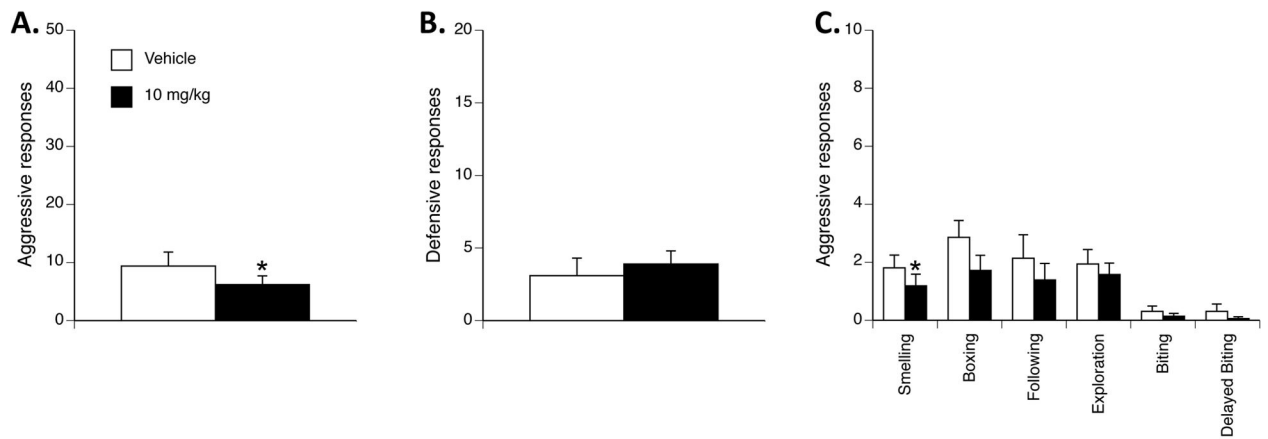 A.
Aggressive responses
50
40
30
20
10
0
Vehicle
10 mg/kg
*
B.
Defensive responses
20
15
10
5
0
C.
Aggressive responses
10
8
6
4
2
0
*
Smelling
Boxing
Following
Exploration
Biting
Delayed Biting